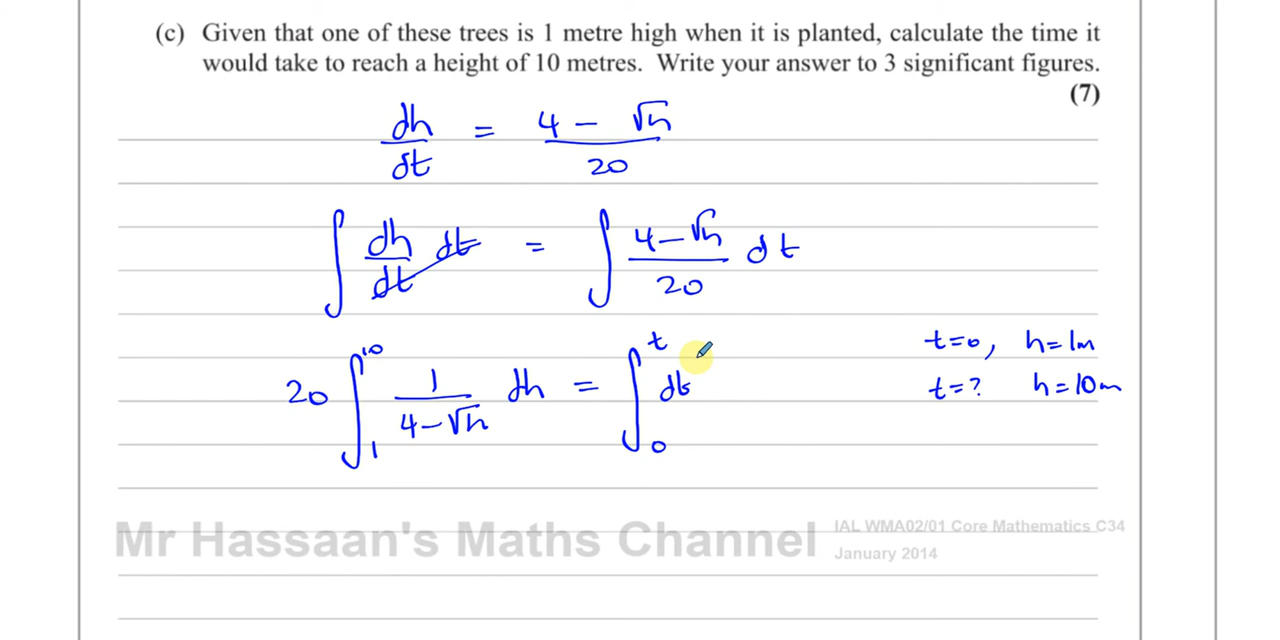 (c) Given that one of these trees is 1 metre high when it is planted, calculate the time it
would take to reach a height of 10 metres. Write your answer to 3 significant figures.
(7)
dh/dt = (4 − √h)/20
∫ dh/dt dt = ∫ (4 − √h)/20 dt
20 ∫₁¹⁰ 1/(4 − √h) dh = ∫₀ᵗ dt
t=0, h=1m
t=? h=10m
Mr Hassaan's Maths Channel
IAL WMA02/01 Core Mathematics C34
January 2014